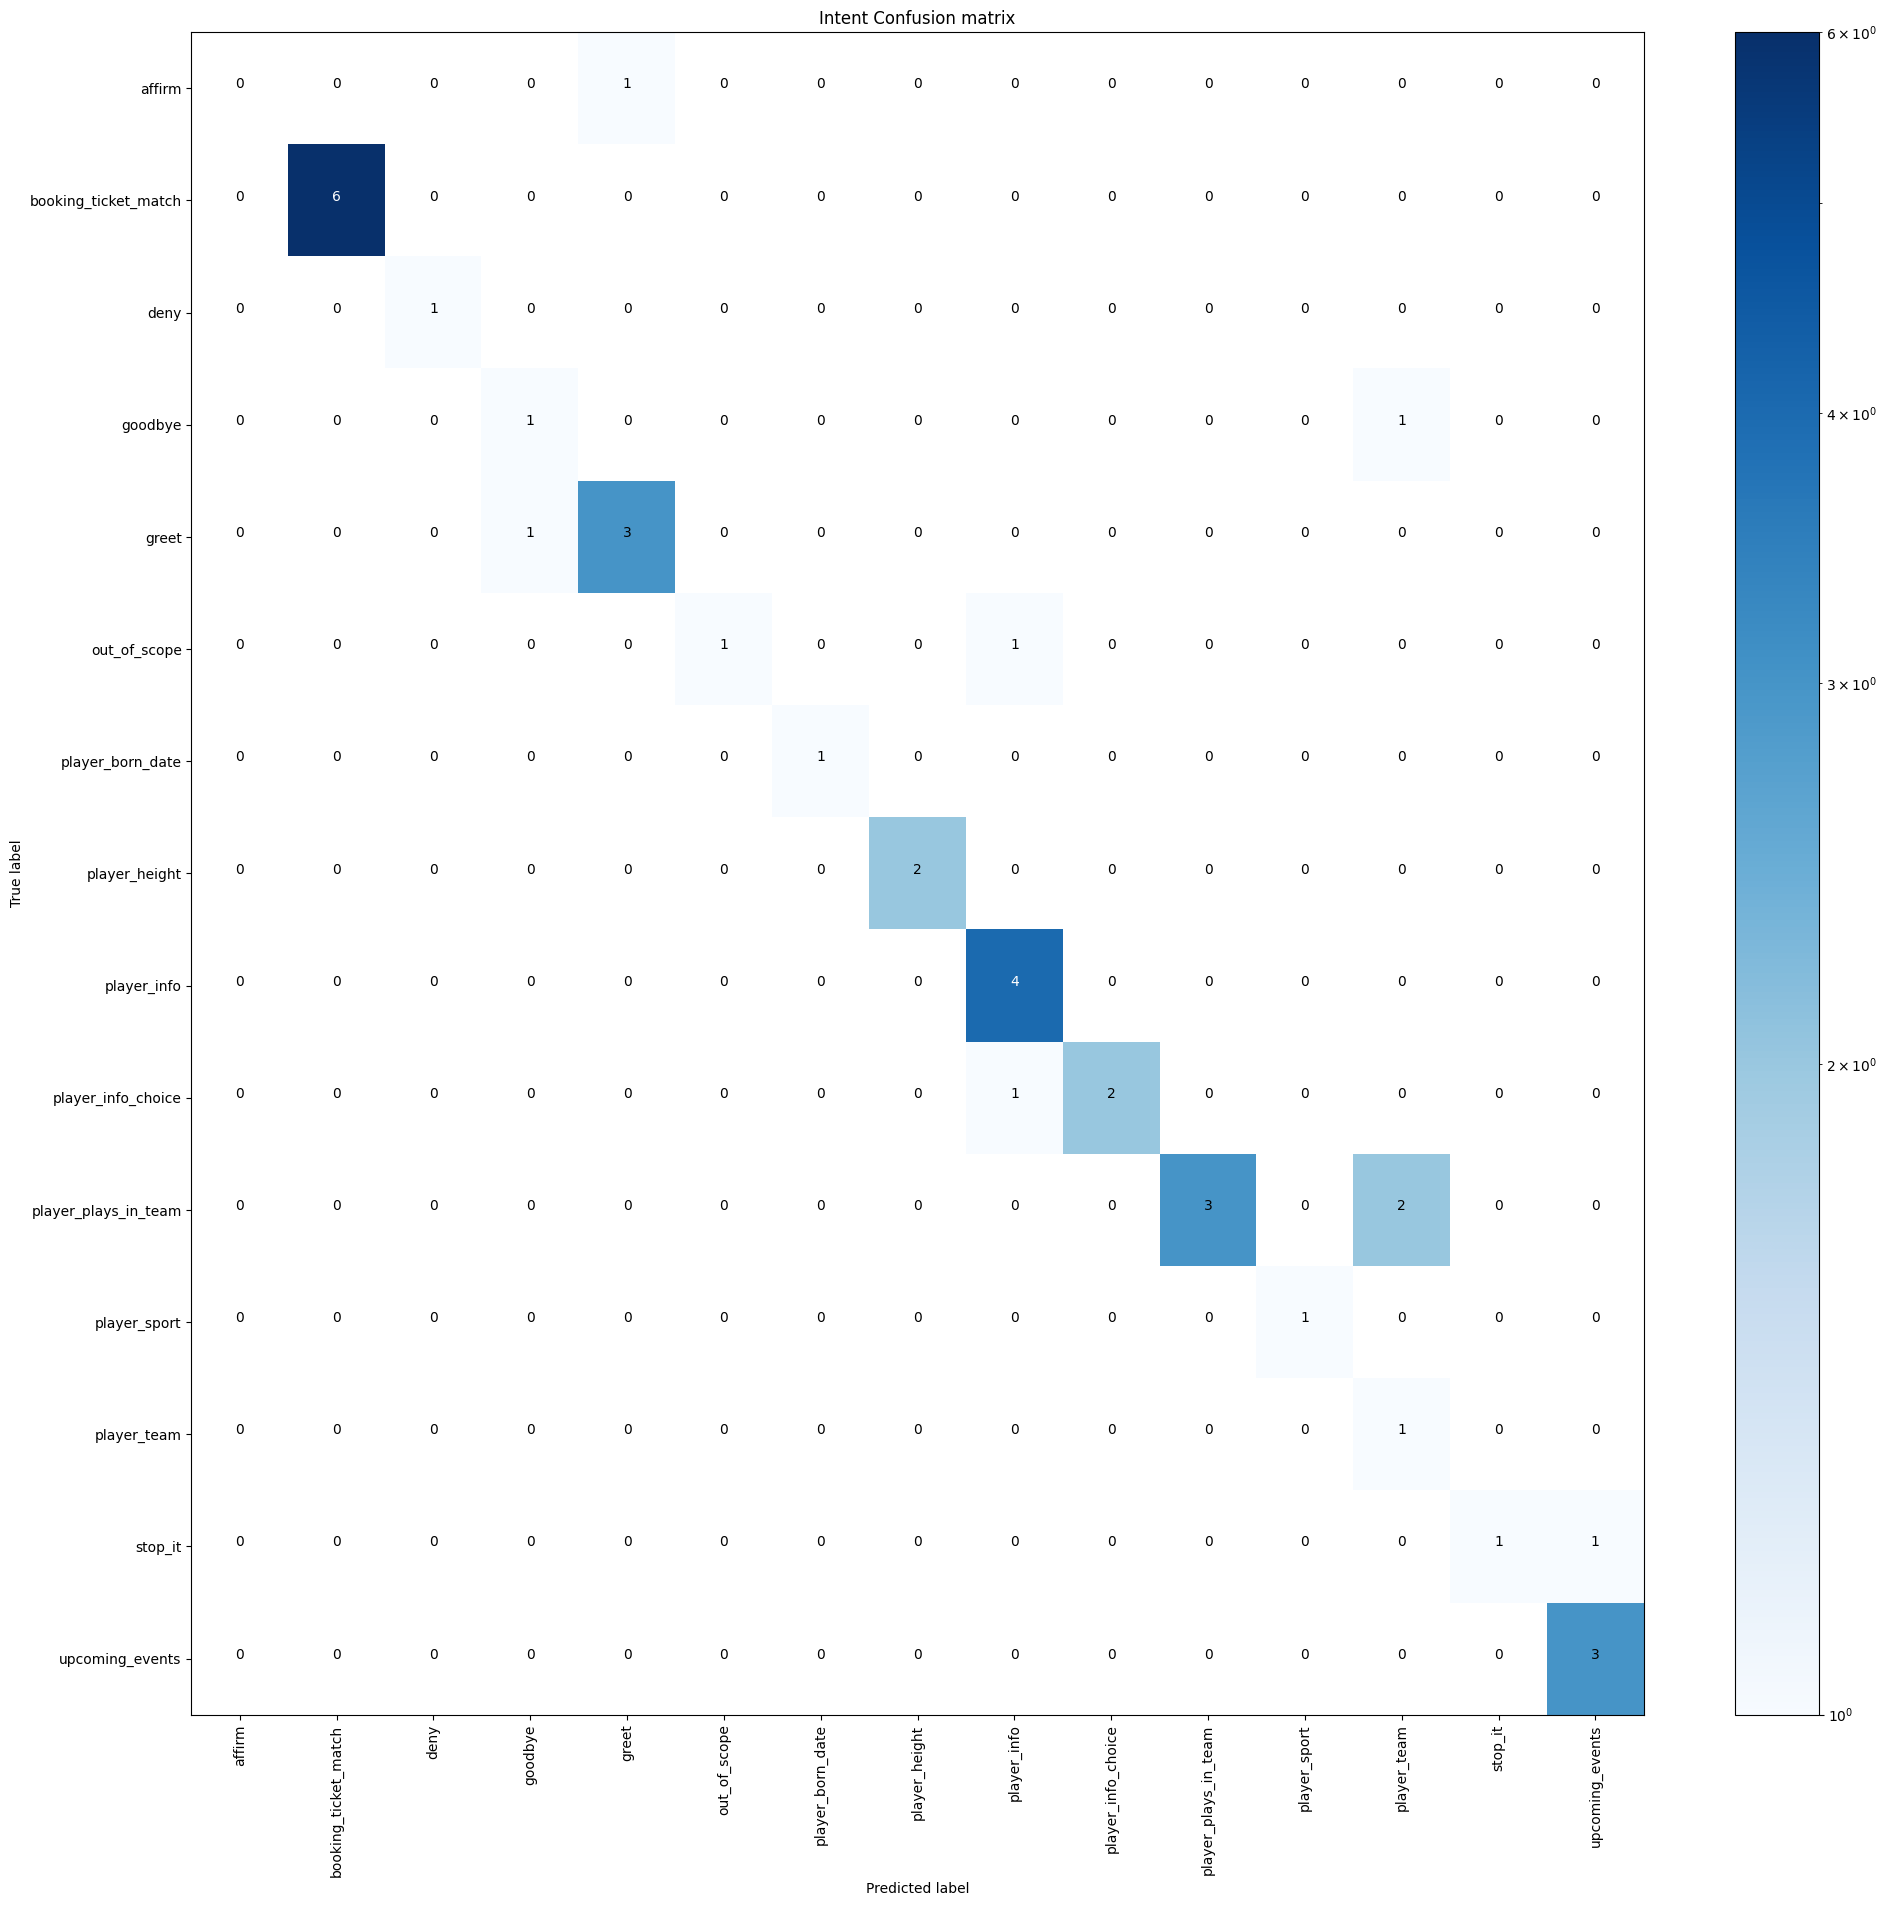 Intent Confusion matrix
affirm 0 0 0 0 1 0 0 0 0 0 0 0 0 0 0
booking_ticket_match 0 6 0 0 0 0 0 0 0 0 0 0 0 0 0
deny 0 0 1 0 0 0 0 0 0 0 0 0 0 0 0
goodbye 0 0 0 1 0 0 0 0 0 0 0 0 1 0 0
greet 0 0 0 1 3 0 0 0 0 0 0 0 0 0 0
out_of_scope 0 0 0 0 0 1 0 0 1 0 0 0 0 0 0
player_born_date 0 0 0 0 0 0 1 0 0 0 0 0 0 0 0
player_height 0 0 0 0 0 0 0 2 0 0 0 0 0 0 0
player_info 0 0 0 0 0 0 0 0 4 0 0 0 0 0 0
player_info_choice 0 0 0 0 0 0 0 0 1 2 0 0 0 0 0
player_plays_in_team 0 0 0 0 0 0 0 0 0 0 3 0 2 0 0
player_sport 0 0 0 0 0 0 0 0 0 0 0 1 0 0 0
player_team 0 0 0 0 0 0 0 0 0 0 0 0 1 0 0
stop_it 0 0 0 0 0 0 0 0 0 0 0 0 0 1 1
upcoming_events 0 0 0 0 0 0 0 0 0 0 0 0 0 0 3
True label
affirm
booking_ticket_match
deny
goodbye
greet
out_of_scope
player_born_date
player_height
player_info
player_info_choice
player_plays_in_team
player_sport
player_team
stop_it
upcoming_events
Predicted label
6 × 10⁰
4 × 10⁰
3 × 10⁰
2 × 10⁰
10⁰